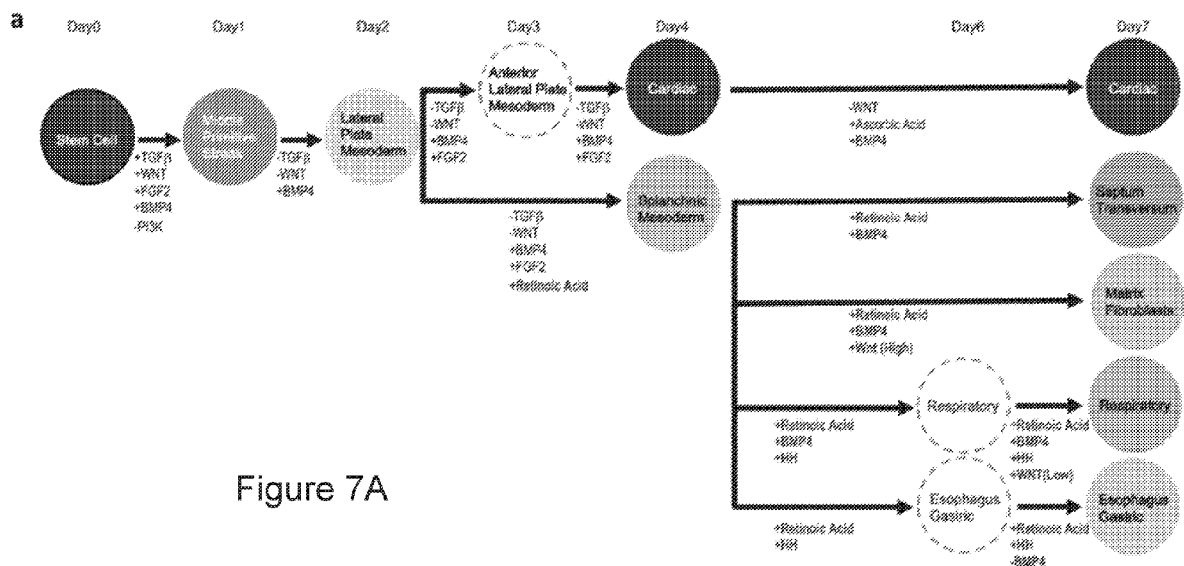 a
Day0
Day1
Day2
Day3
Day4
Day6
Day7
Stem Cell
+TGFβ
+WNT
+FGF2
+BMP4
-PI3K
Streak
-TGFβ
-WNT
+BMP4
Lateral
Plate
Mesoderm
-TGFβ
-WNT
+BMP4
+FGF2
Anterior
Lateral Plate
Mesoderm
-TGFβ
-WNT
+BMP4
+FGF2
Cardiac
-WNT
+Ascorbic Acid
+BMP4
Cardiac
-TGFβ
-WNT
+BMP4
+FGF2
+Retinoic Acid
Splanchnic
Mesoderm
+Retinoic Acid
+BMP4
Septum
Transversum
+Retinoic Acid
+BMP4
+Wnt (High)
Matrix
Fibroblasts
+Retinoic Acid
+BMP4
+HH
Respiratory
+Retinoic Acid
+BMP4
+HH
+WNT(Low)
Respiratory
+Retinoic Acid
+HH
Esophagus
Gastric
+Retinoic Acid
+HH
-BMP4
Esophagus
Gastric
Figure 7A